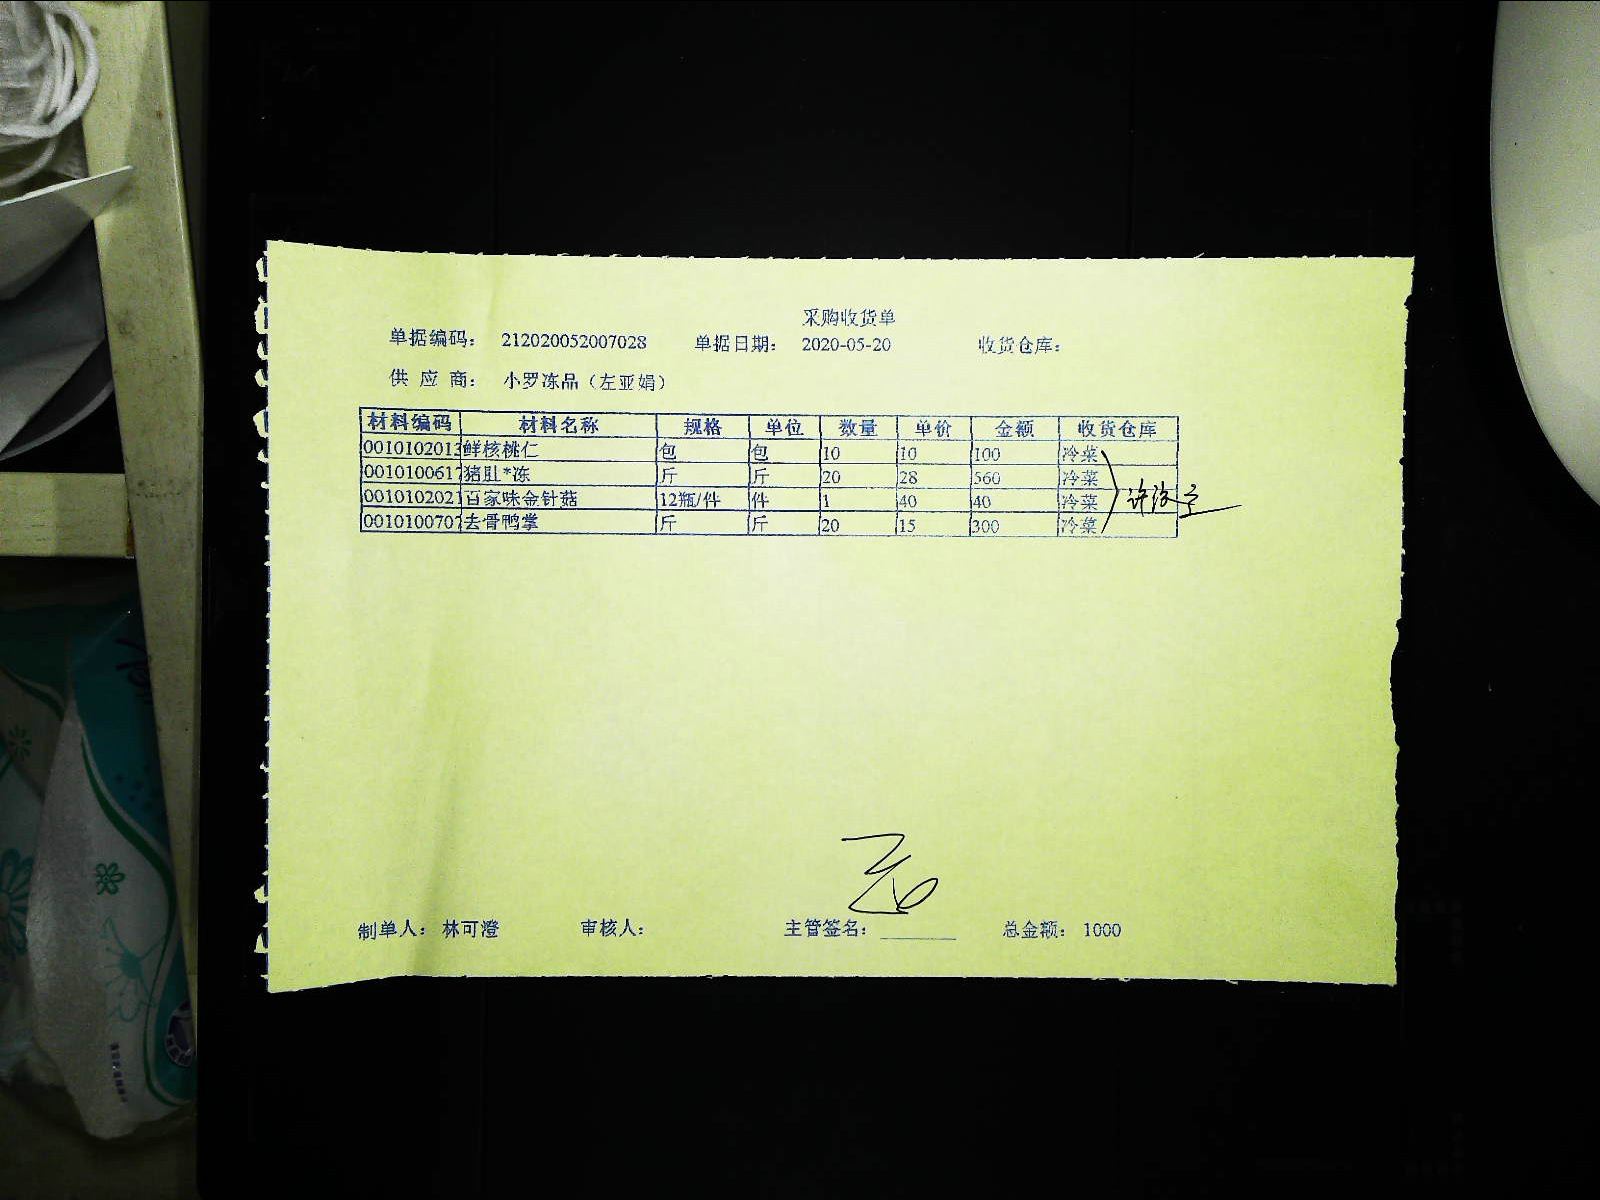 采购收货单
单据编码： 212020052007028 单据日期： 2020-05-20 收货仓库：
供 应 商： 小罗冻品（左亚娟）
材料编码 材料名称 规格 单位 数量 单价 金额 收货仓库
0010102013 鲜核桃仁 包 包 10 10 100 冷菜
0010100617 猪肚*冻 斤 斤 20 28 560 冷菜
0010102021 百家味金针菇 12瓶/件 件 1 40 40 冷菜
0010100707 去骨鸭掌 斤 斤 20 15 300 冷菜
制单人： 林可澄 审核人： 主管签名： 总金额： 1000